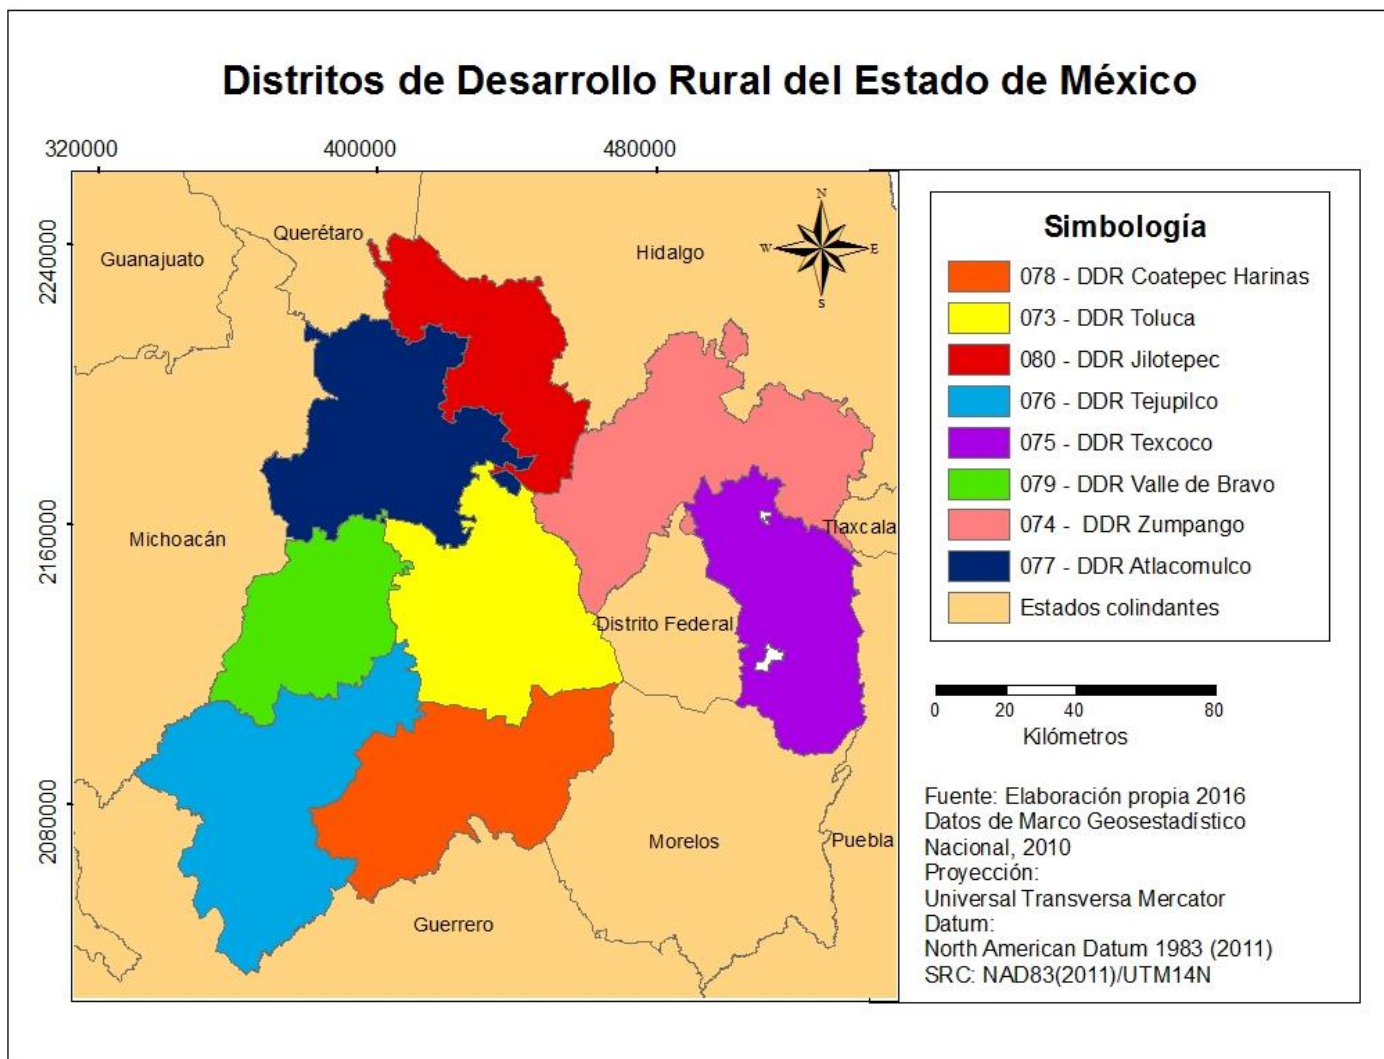 Distritos de Desarrollo Rural del Estado de México
320000
400000
480000
2240000
2160000
2080000
Guanajuato
Querétaro
Hidalgo
Michoacán
Tlaxcala
Distrito Federal
Morelos
Puebla
Guerrero
N
W
E
S
Simbología
078 - DDR Coatepec Harinas
073 - DDR Toluca
080 - DDR Jilotepec
076 - DDR Tejupilco
075 - DDR Texcoco
079 - DDR Valle de Bravo
074 - DDR Zumpango
077 - DDR Atlacomulco
Estados colindantes
0 20 40 80
Kilómetros
Fuente: Elaboración propia 2016
Datos de Marco Geosestadístico
Nacional, 2010
Proyección:
Universal Transversa Mercator
Datum:
North American Datum 1983 (2011)
SRC: NAD83(2011)/UTM14N